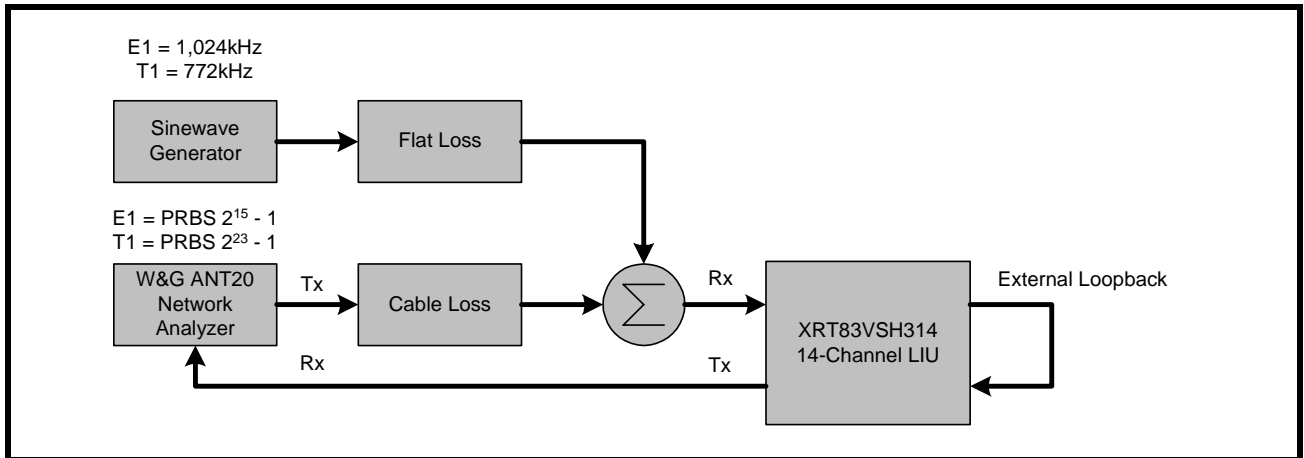 E1 = 1,024kHz
T1 = 772kHz
Sinewave
Generator
Flat Loss
E1 = PRBS 2¹⁵ - 1
T1 = PRBS 2²³ - 1
W&G ANT20
Network
Analyzer
Tx
Cable Loss
Σ
Rx
XRT83VSH314
14-Channel LIU
External Loopback
Rx
Tx